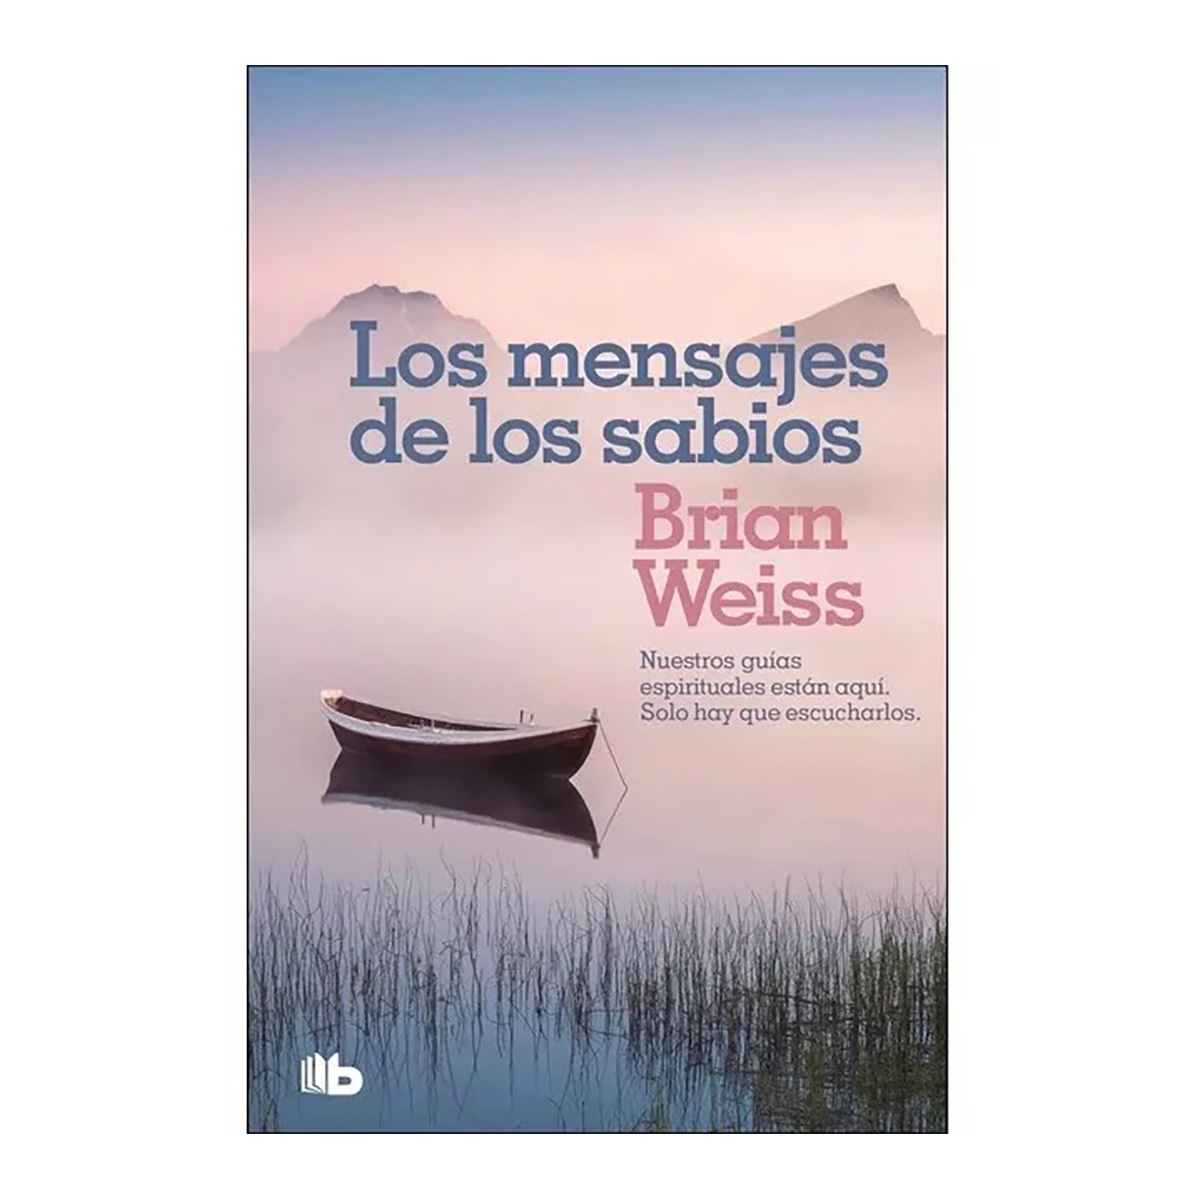 Los mensajes
de los sabios
Brian
Weiss
Nuestros guías
espirituales están aquí.
Solo hay que escucharlos.
b